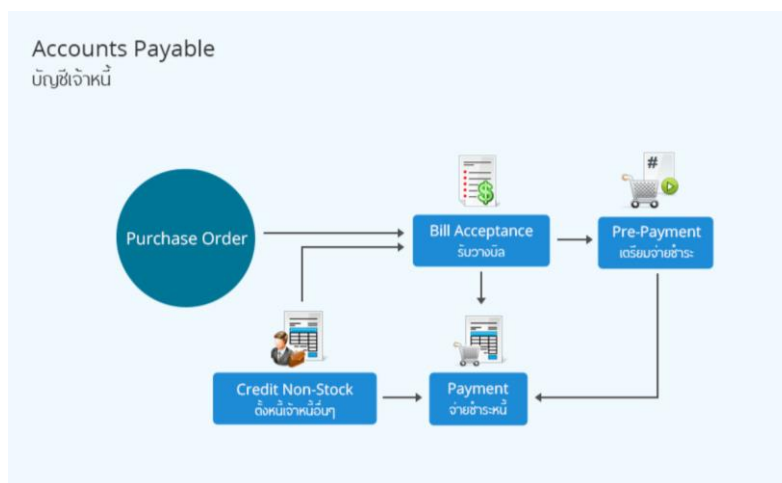 Accounts Payable
บัญชีเจ้าหนี้
Purchase Order
Bill Acceptance
รับวางบิล
#
Pre-Payment
เตรียมจ่ายชำระ
Credit Non-Stock
ตั้งหนี้เจ้าหนี้อื่นๆ
Payment
จ่ายชำระหนี้